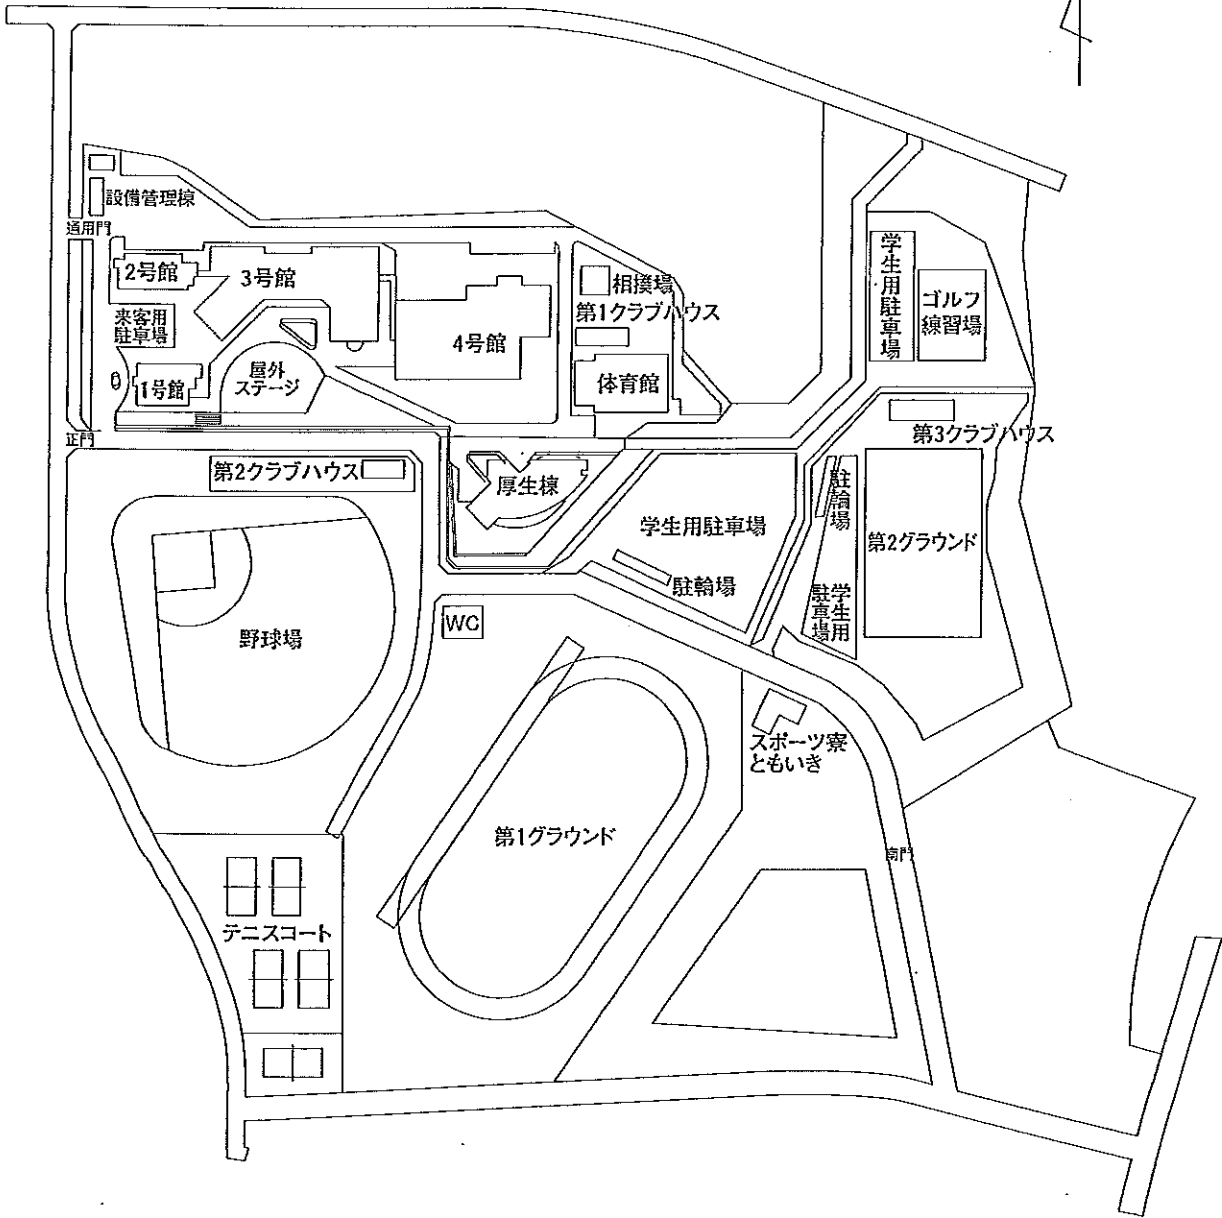 設備管理棟
通用門
2号館
3号館
来客用
駐車場
1号館
屋外
ステージ
4号館
正門
相撲場
第1クラブハウス
体育館
学生用駐車場
ゴルフ
練習場
第3クラブハウス
第2クラブハウス
厚生棟
学生用駐車場
駐輪場
駐輪場
第2グラウンド
学生用
駐車場
野球場
WC
スポーツ寮
ともいき
第1グラウンド
南門
テニスコート